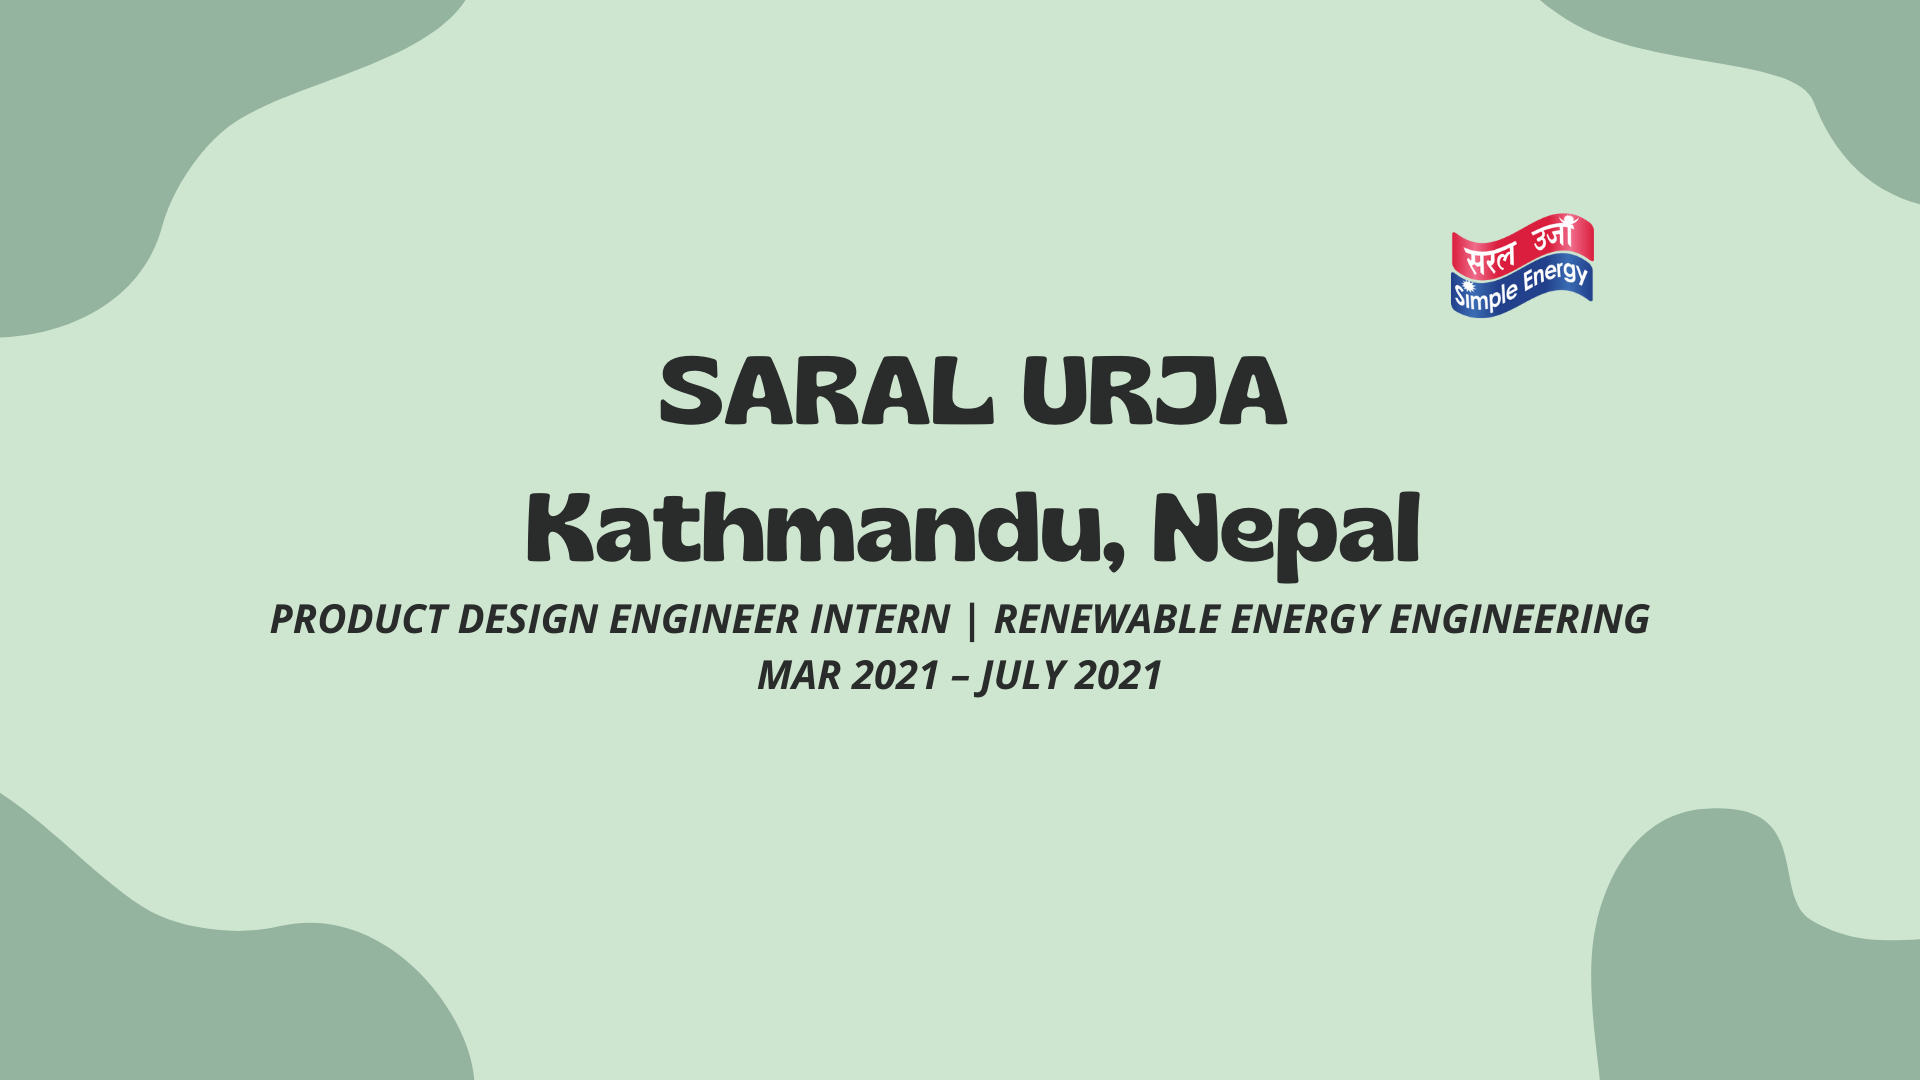 सरल उर्जा
Simple Energy
SARAL URJA
Kathmandu, Nepal
PRODUCT DESIGN ENGINEER INTERN | RENEWABLE ENERGY ENGINEERING
MAR 2021 – JULY 2021